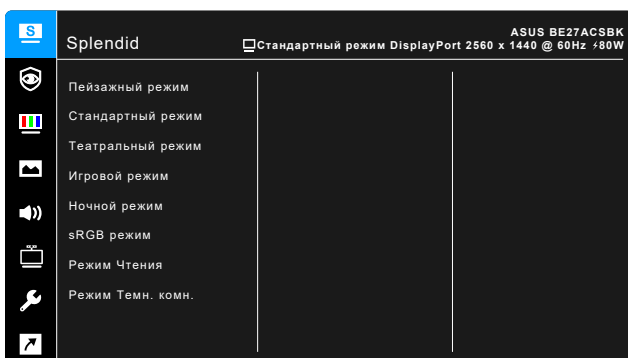 S
Splendid
ASUS BE27ACSBK
Стандартный режим DisplayPort 2560 x 1440 @ 60Hz ⚡80W
Пейзажный режим
Стандартный режим
Театральный режим
Игровой режим
Ночной режим
sRGB режим
Режим Чтения
Режим Темн. комн.